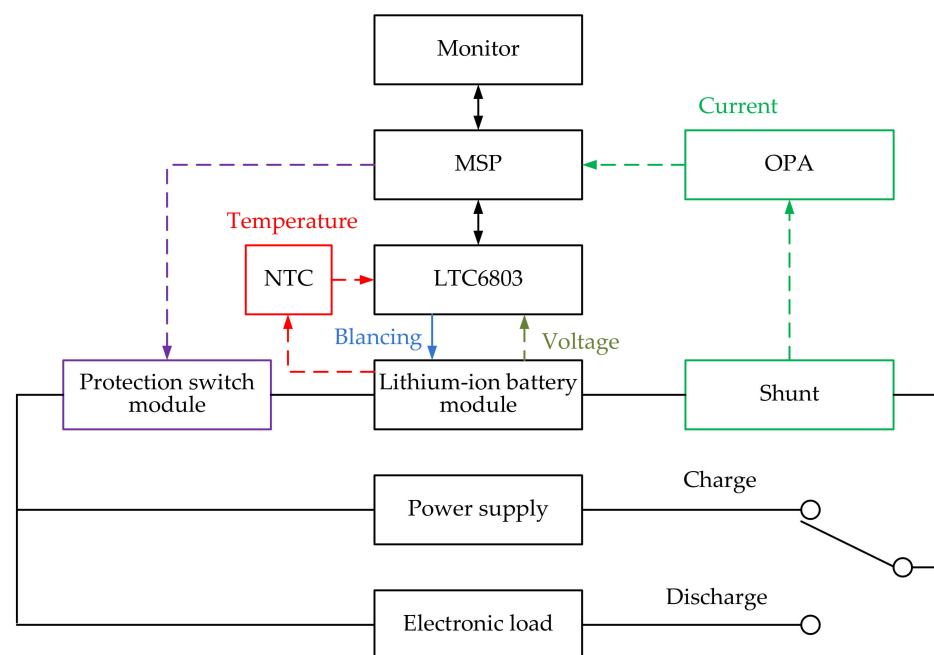 Monitor
Current
MSP
OPA
Temperature
NTC
LTC6803
Blancing
Voltage
Protection switch
module
Lithium-ion battery
module
Shunt
Charge
Power supply
Discharge
Electronic load